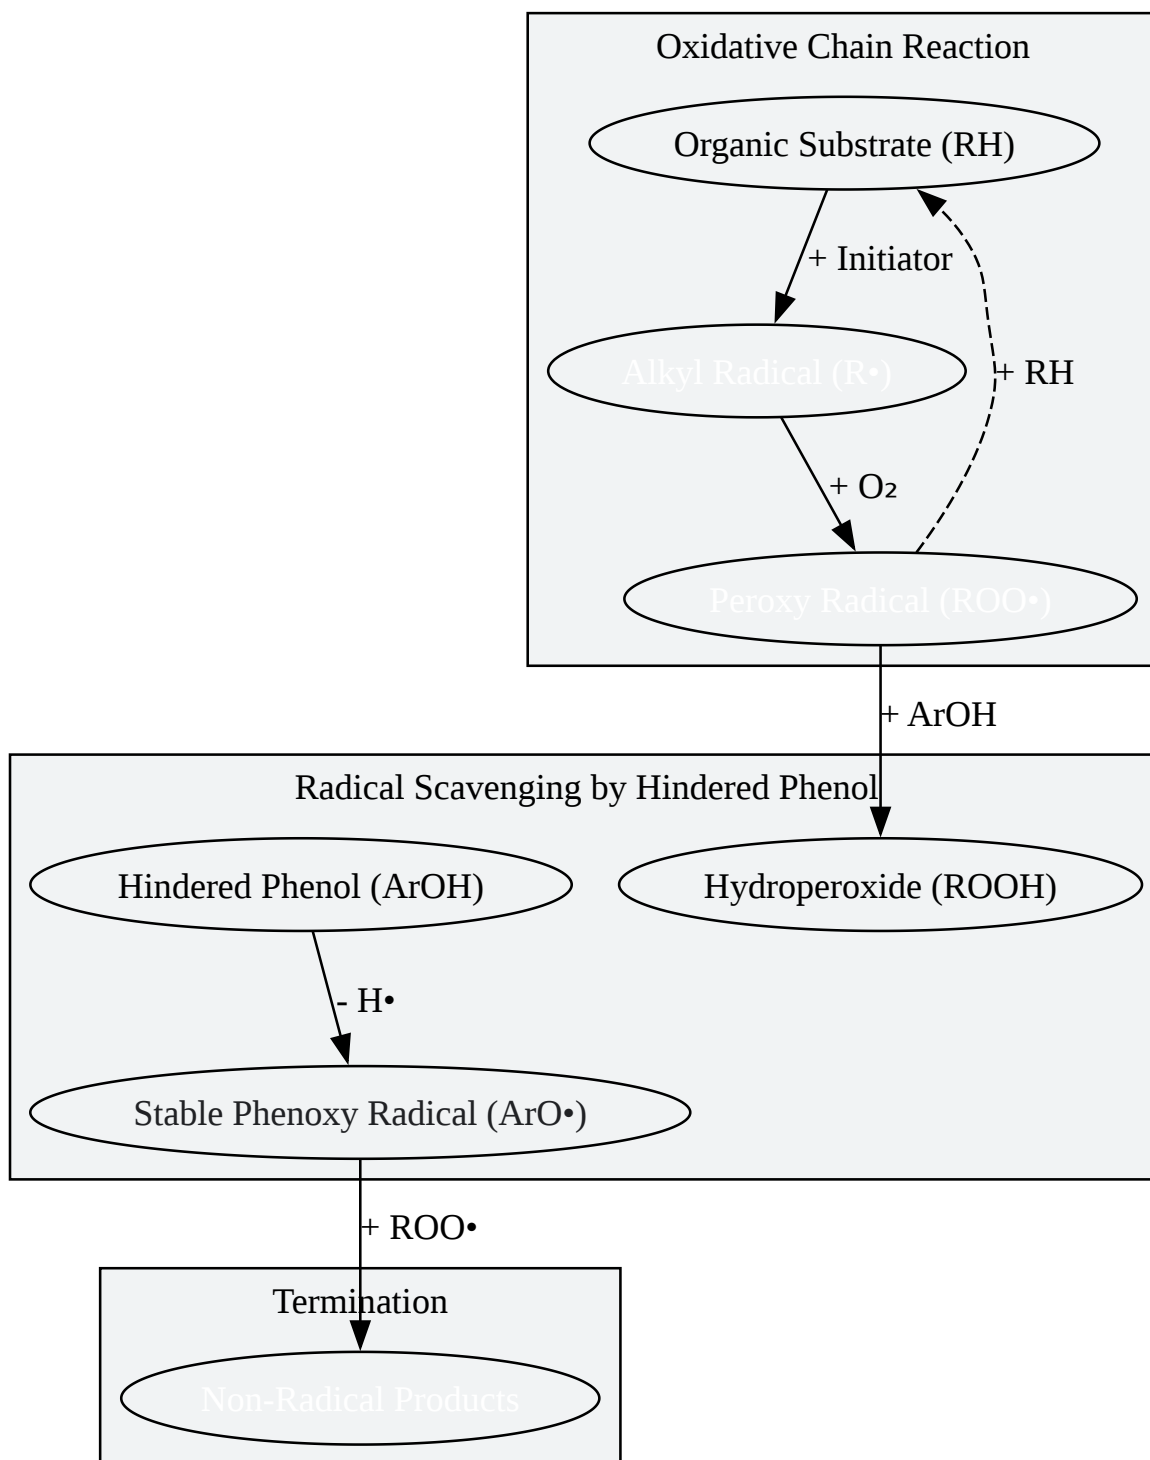 Oxidative Chain Reaction
Organic Substrate (RH)
+ Initiator
Alkyl Radical (R•)
+ RH
+ O₂
Peroxy Radical (ROO•)
+ ArOH
Radical Scavenging by Hindered Phenol
Hindered Phenol (ArOH)
Hydroperoxide (ROOH)
- H•
Stable Phenoxy Radical (ArO•)
+ ROO•
Termination
Non-Radical Products